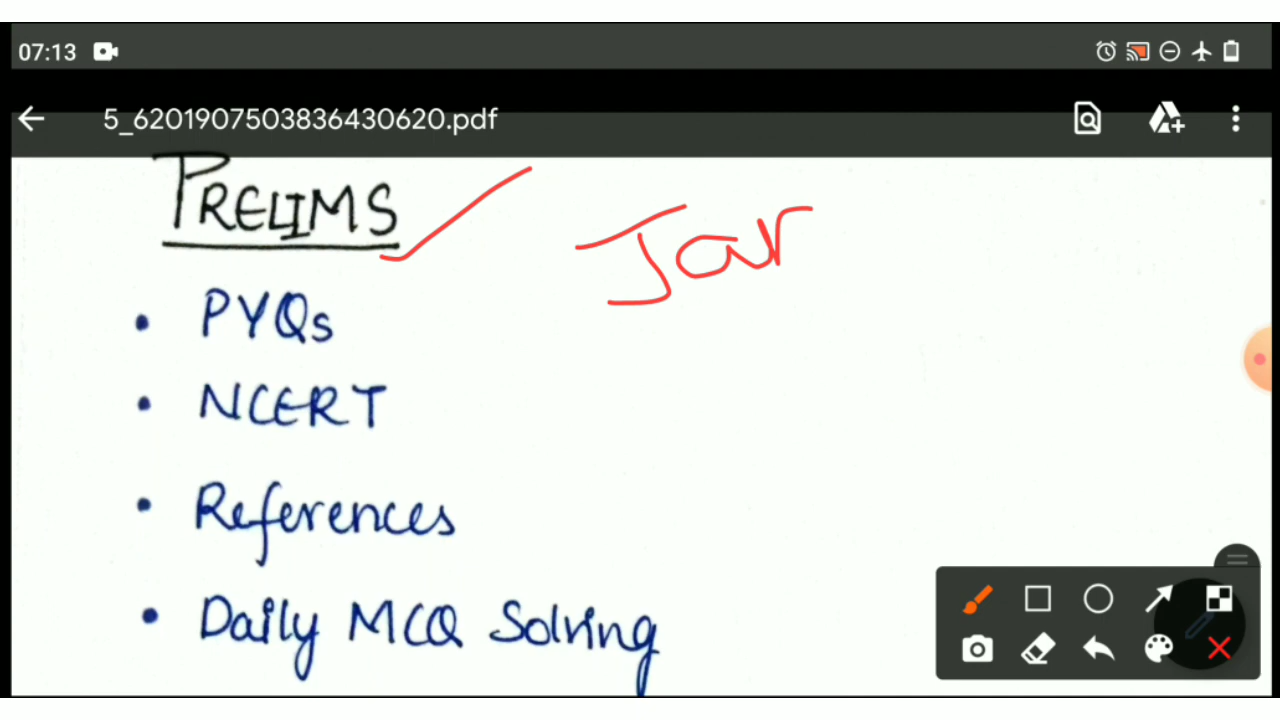 07:13
5_6201907503836430620.pdf
PRELIMS
Jar
• PYQs
• NCERT
• References
• Daily MCQ Solving